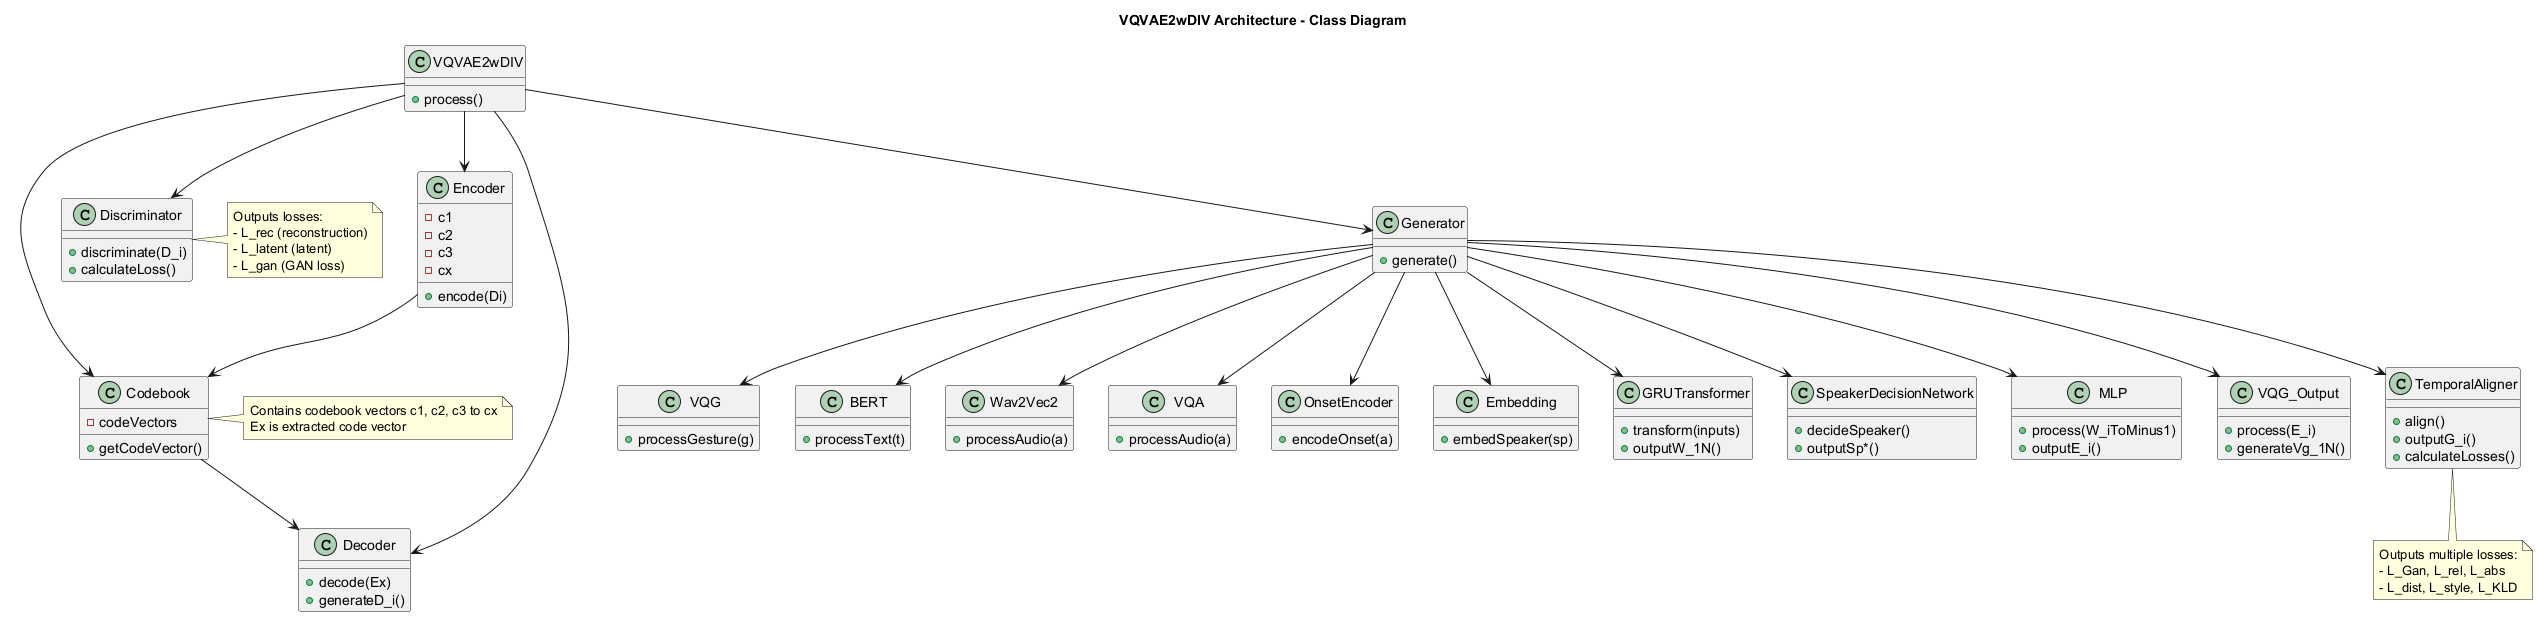 VQVAE2wDIV Architecture - Class Diagram
C VQVAE2wDIV
process()
C Discriminator
discriminate(D_i)
calculateLoss()
Outputs losses:
- L_rec (reconstruction)
- L_latent (latent)
- L_gan (GAN loss)
C Encoder
c1
c2
c3
cx
encode(Di)
C Generator
generate()
C Codebook
codeVectors
getCodeVector()
Contains codebook vectors c1, c2, c3 to cx
Ex is extracted code vector
C VQG
processGesture(g)
C BERT
processText(t)
C Wav2Vec2
processAudio(a)
C VQA
processAudio(a)
C OnsetEncoder
encodeOnset(a)
C Embedding
embedSpeaker(sp)
C GRUTransformer
transform(inputs)
outputW_1N()
C SpeakerDecisionNetwork
decideSpeaker()
outputSp*()
C MLP
process(W_iToMinus1)
outputE_i()
C VQG_Output
process(E_i)
generateVg_1N()
C TemporalAligner
align()
outputG_i()
calculateLosses()
C Decoder
decode(Ex)
generateD_i()
Outputs multiple losses:
- L_Gan, L_rel, L_abs
- L_dist, L_style, L_KLD